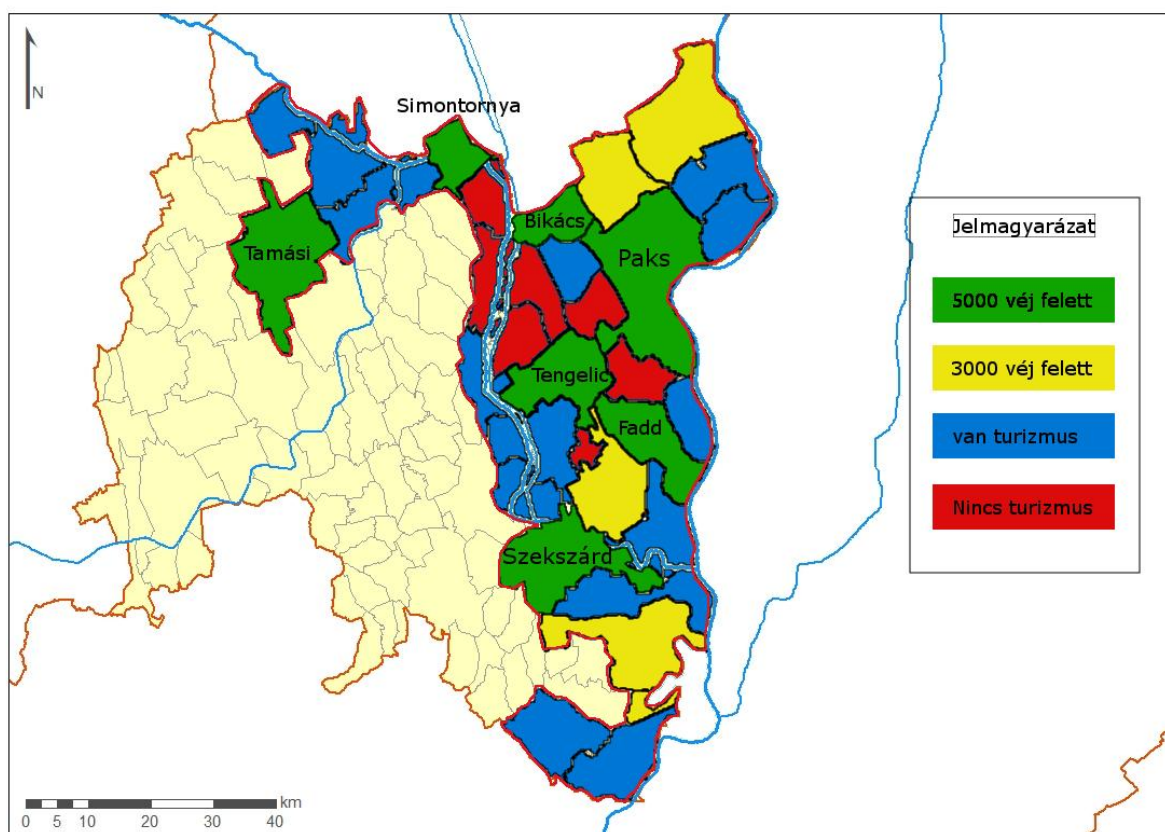 N
Simontornya
Bikács
Tamási
Paks
Tengelic
Fadd
Szekszárd
Jelmagyarázat
5000 véj felett
3000 véj felett
van turizmus
Nincs turizmus
km
0 5 10 20 30 40